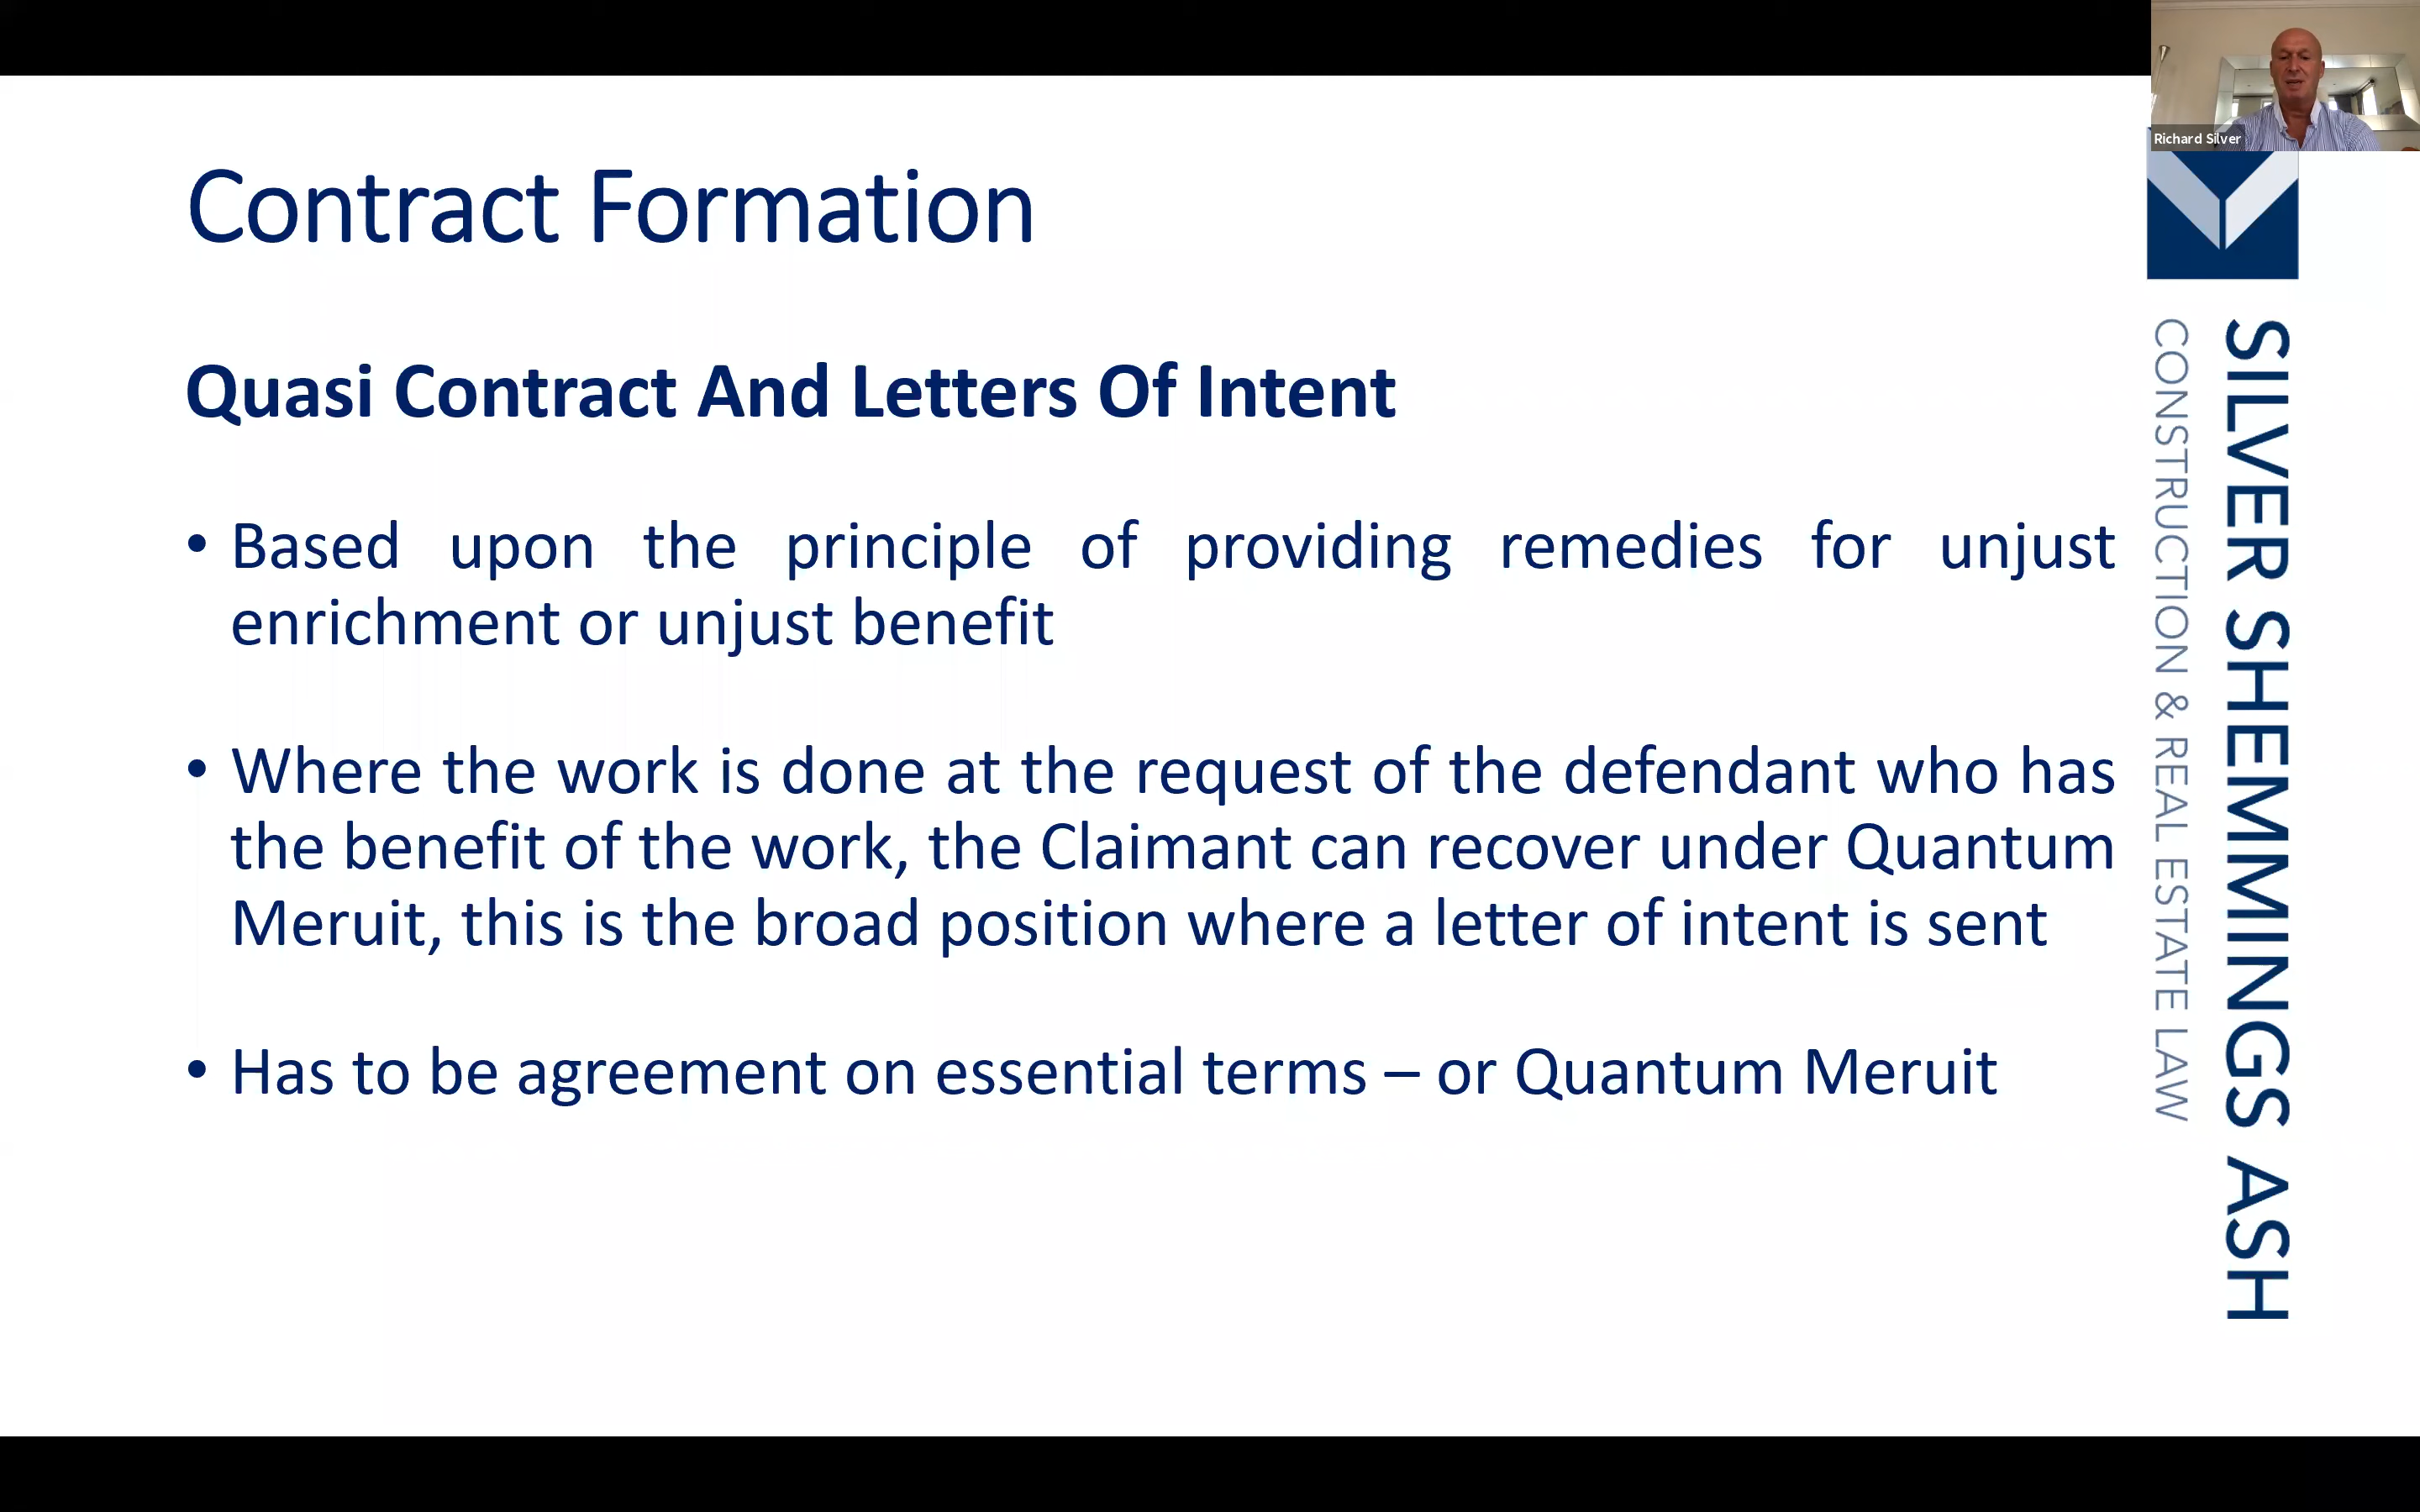 Richard Silver
Contract Formation
Quasi Contract And Letters Of Intent
• Based upon the principle of providing remedies for unjust
enrichment or unjust benefit
• Where the work is done at the request of the defendant who has
the benefit of the work, the Claimant can recover under Quantum
Meruit, this is the broad position where a letter of intent is sent
• Has to be agreement on essential terms – or Quantum Meruit
SILVER SHEMMINGS ASH
CONSTRUCTION & REAL ESTATE LAW